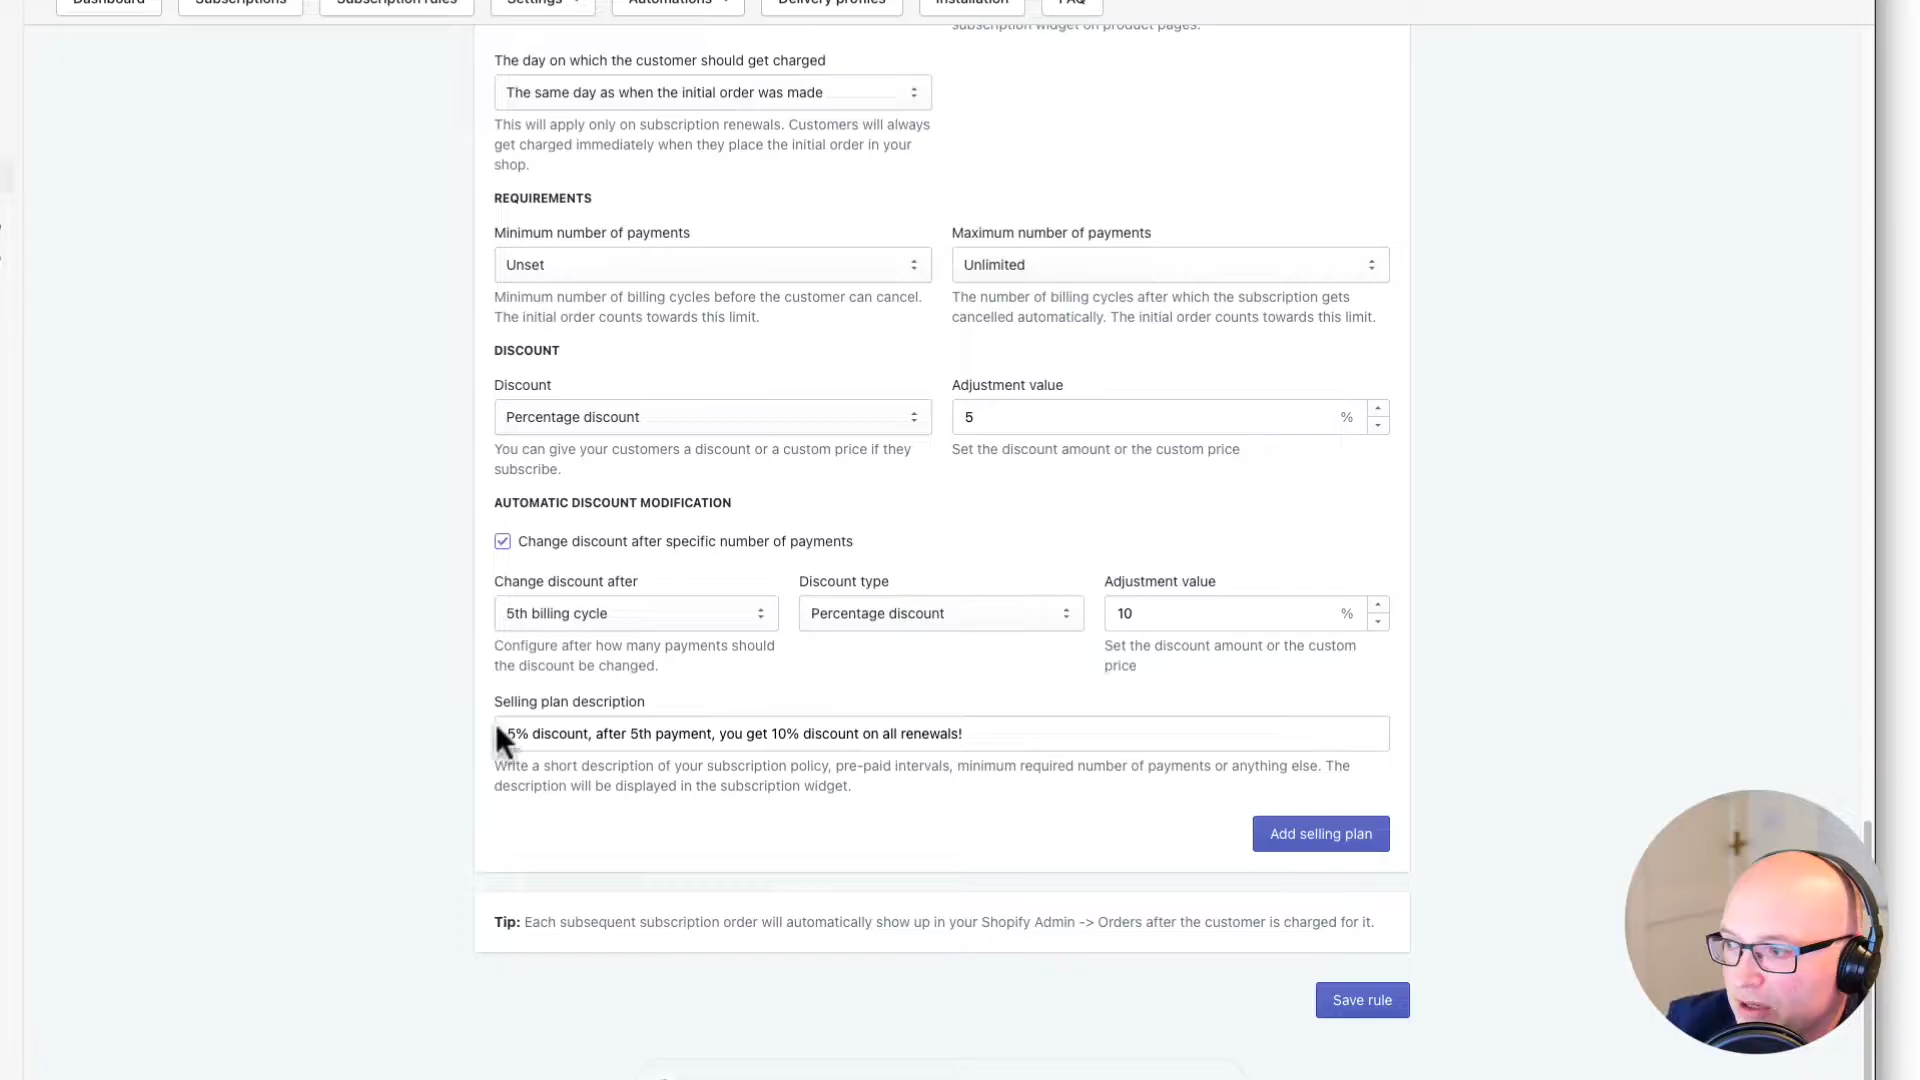 Dashboard Subscriptions Subscription rules Settings Automations Delivery profiles Installation FAQ
subscription widget on product pages.
The day on which the customer should get charged
The same day as when the initial order was made
This will apply only on subscription renewals. Customers will always
get charged immediately when they place the initial order in your
shop.
REQUIREMENTS
Minimum number of payments
Unset
Minimum number of billing cycles before the customer can cancel.
The initial order counts towards this limit.
Maximum number of payments
Unlimited
The number of billing cycles after which the subscription gets
cancelled automatically. The initial order counts towards this limit.
DISCOUNT
Discount
Percentage discount
You can give your customers a discount or a custom price if they
subscribe.
Adjustment value
5 %
Set the discount amount or the custom price
AUTOMATIC DISCOUNT MODIFICATION
Change discount after specific number of payments
Change discount after
5th billing cycle
Configure after how many payments should
the discount be changed.
Discount type
Percentage discount
Adjustment value
10 %
Set the discount amount or the custom
price
Selling plan description
5% discount, after 5th payment, you get 10% discount on all renewals!
Write a short description of your subscription policy, pre-paid intervals, minimum required number of payments or anything else. The
description will be displayed in the subscription widget.
Add selling plan
Tip: Each subsequent subscription order will automatically show up in your Shopify Admin -> Orders after the customer is charged for it.
Save rule